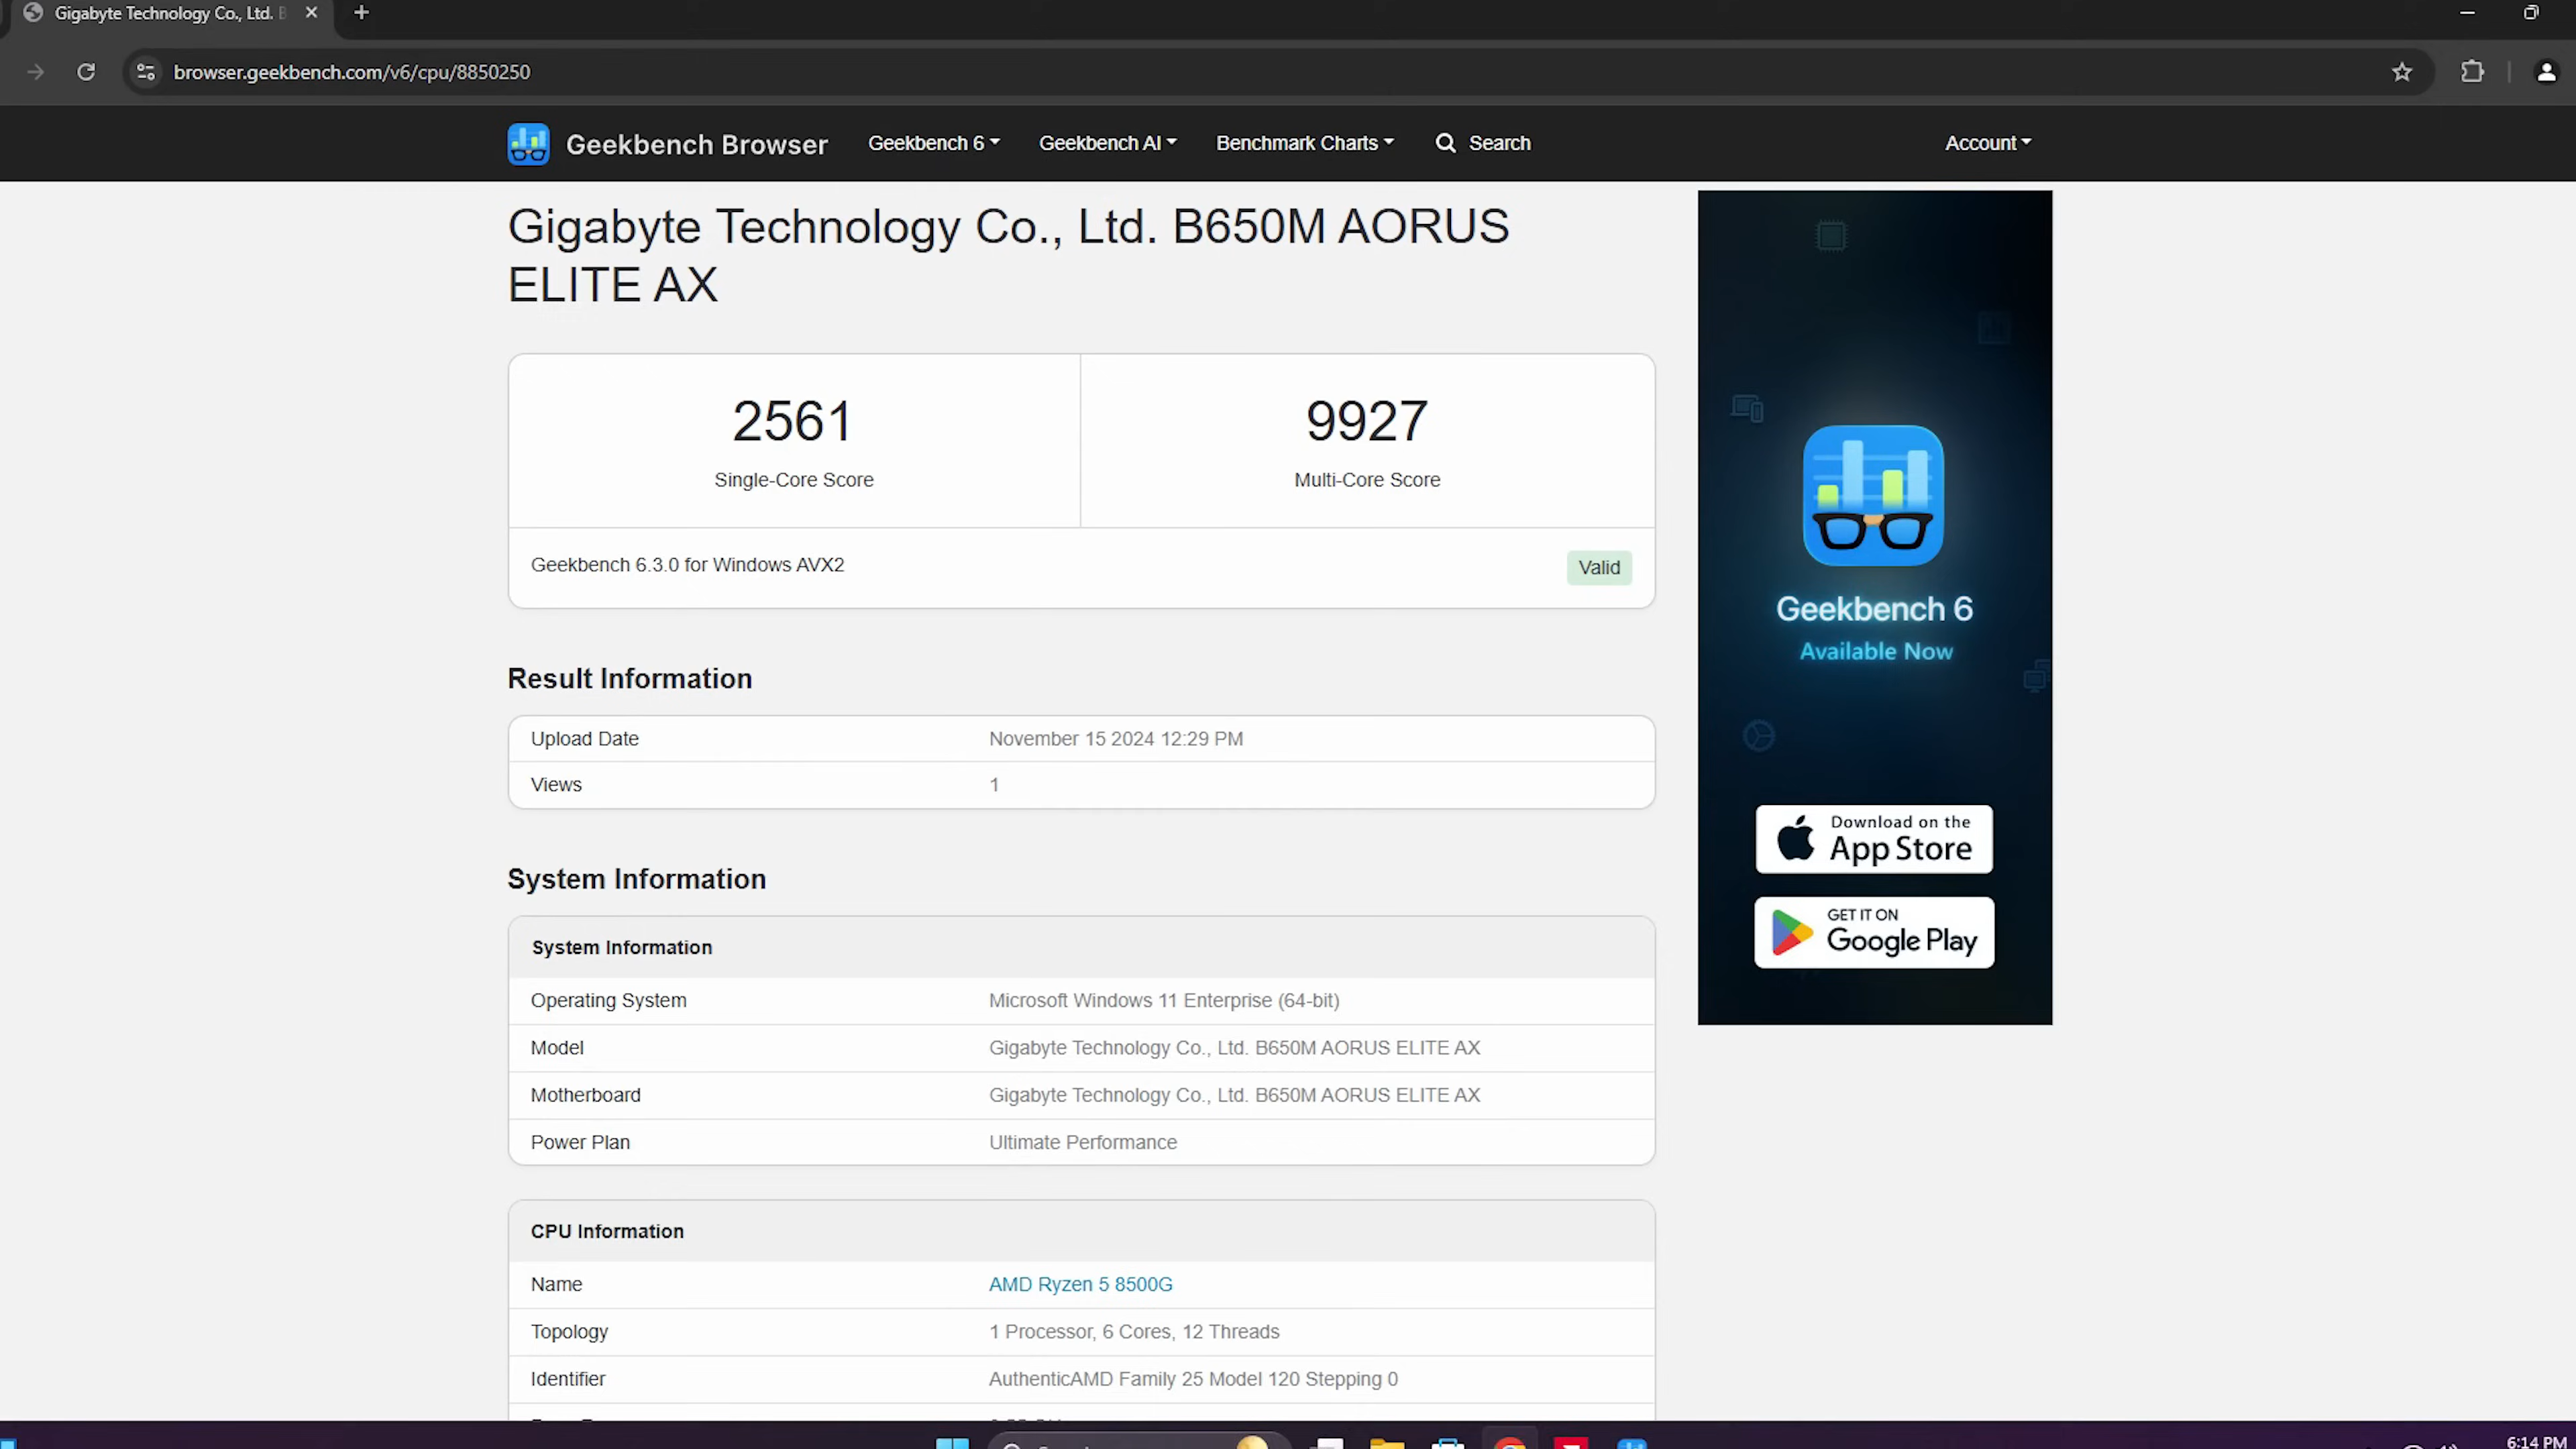 Gigabyte Technology Co., Ltd. B
browser.geekbench.com/v6/cpu/8850250
Geekbench Browser
Geekbench 6
Geekbench AI
Benchmark Charts
Search
Account
Gigabyte Technology Co., Ltd. B650M AORUS
ELITE AX
2561
Single-Core Score
9927
Multi-Core Score
Geekbench 6.3.0 for Windows AVX2
Valid
Result Information
Upload Date
November 15 2024 12:29 PM
Views
1
System Information
System Information
Operating System
Microsoft Windows 11 Enterprise (64-bit)
Model
Gigabyte Technology Co., Ltd. B650M AORUS ELITE AX
Motherboard
Gigabyte Technology Co., Ltd. B650M AORUS ELITE AX
Power Plan
Ultimate Performance
CPU Information
Name
AMD Ryzen 5 8500G
Topology
1 Processor, 6 Cores, 12 Threads
Identifier
AuthenticAMD Family 25 Model 120 Stepping 0
Geekbench 6
Available Now
Download on the
App Store
GET IT ON
Google Play
6:14 PM